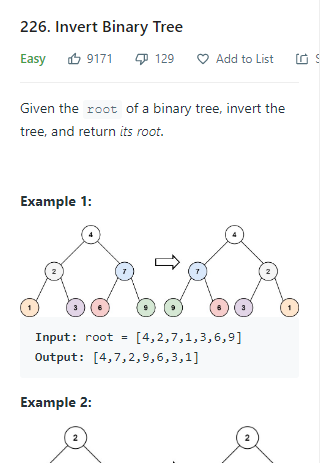 226. Invert Binary Tree
Easy 9171 129 Add to List S
Given the root of a binary tree, invert the
tree, and return its root.
Example 1:
4 4
2 7 7 2
1 3 6 9 9 6 3 1
Input: root = [4,2,7,1,3,6,9]
Output: [4,7,2,9,6,3,1]
Example 2:
2 2